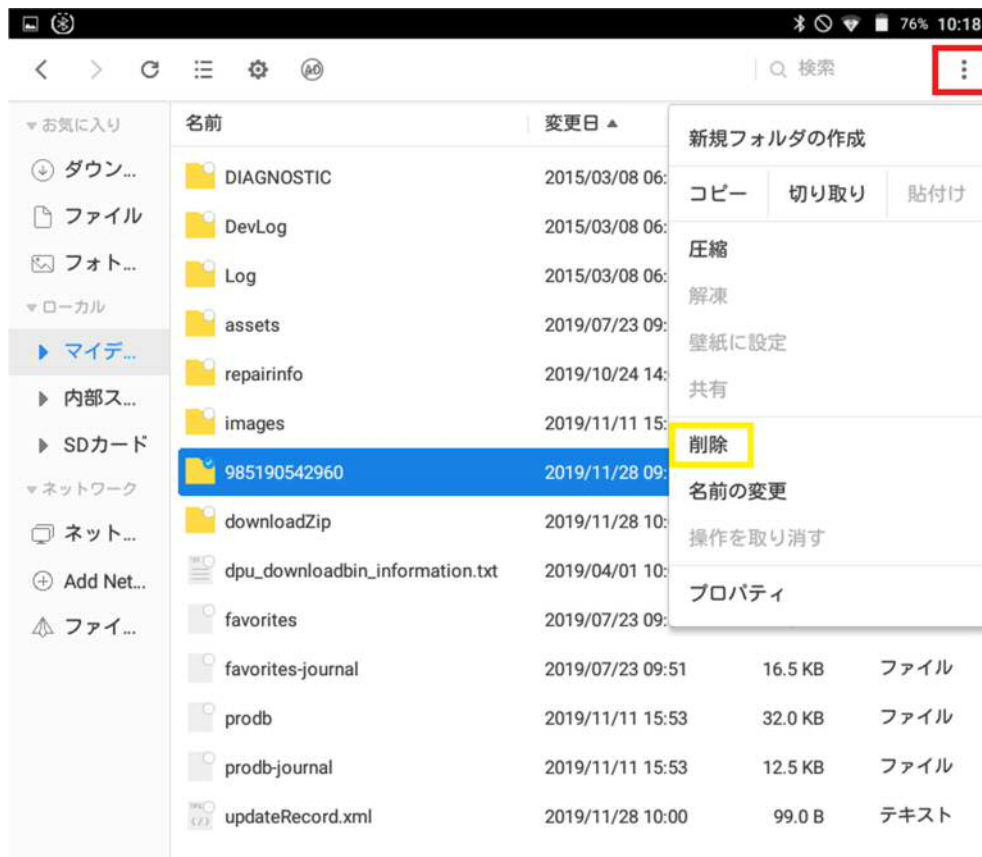 76% 10:18
検索
お気に入り
ダウン...
ファイル
フォト...
ローカル
マイデ...
内部ス...
SDカード
ネットワーク
ネット...
Add Net...
ファイ...
名前 変更日
DIAGNOSTIC 2015/03/08 06:
DevLog 2015/03/08 06:
Log 2015/03/08 06:
assets 2019/07/23 09:
repairinfo 2019/10/24 14:
images 2019/11/11 15:
985190542960 2019/11/28 09:
downloadZip 2019/11/28 10:
dpu_downloadbin_information.txt 2019/04/01 10:
favorites 2019/07/23 09:
favorites-journal 2019/07/23 09:51 16.5 KB ファイル
prodb 2019/11/11 15:53 32.0 KB ファイル
prodb-journal 2019/11/11 15:53 12.5 KB ファイル
updateRecord.xml 2019/11/28 10:00 99.0 B テキスト
新規フォルダの作成
コピー 切り取り 貼付け
圧縮
解凍
壁紙に設定
共有
削除
名前の変更
操作を取り消す
プロパティ